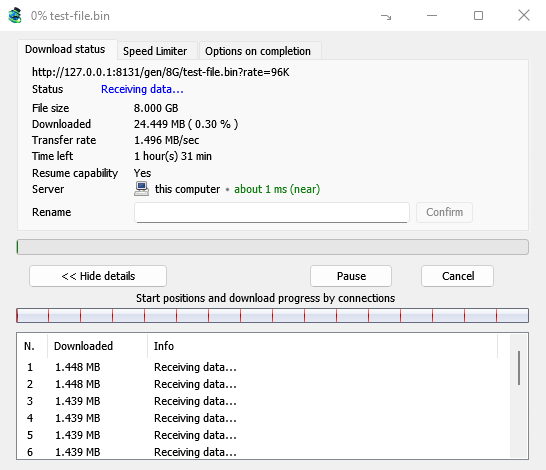 0% test-file.bin
Download status
Speed Limiter
Options on completion
http://127.0.0.1:8131/gen/8G/test-file.bin?rate=96K
Status Receiving data...
File size 8.000 GB
Downloaded 24.449 MB ( 0.30 % )
Transfer rate 1.496 MB/sec
Time left 1 hour(s) 31 min
Resume capability Yes
Server this computer • about 1 ms (near)
Rename Confirm
<< Hide details Pause Cancel
Start positions and download progress by connections
N. Downloaded Info
1 1.448 MB Receiving data...
2 1.448 MB Receiving data...
3 1.439 MB Receiving data...
4 1.439 MB Receiving data...
5 1.439 MB Receiving data...
6 1.439 MB Receiving data...